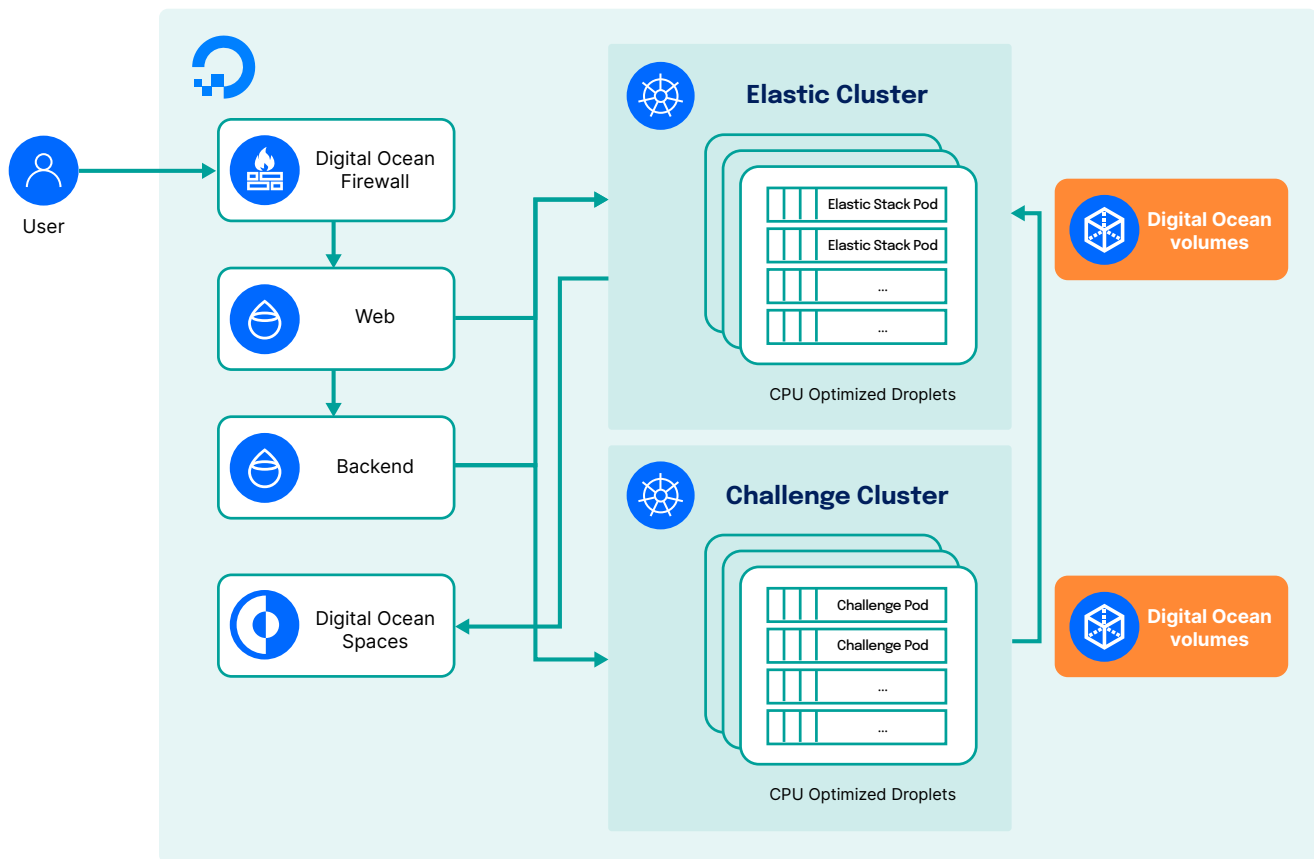 User
Digital Ocean
Firewall
Web
Backend
Digital Ocean
Spaces
Elastic Cluster
Elastic Stack Pod
Elastic Stack Pod
...
...
CPU Optimized Droplets
Challenge Cluster
Challenge Pod
Challenge Pod
...
...
CPU Optimized Droplets
Digital Ocean
volumes
Digital Ocean
volumes